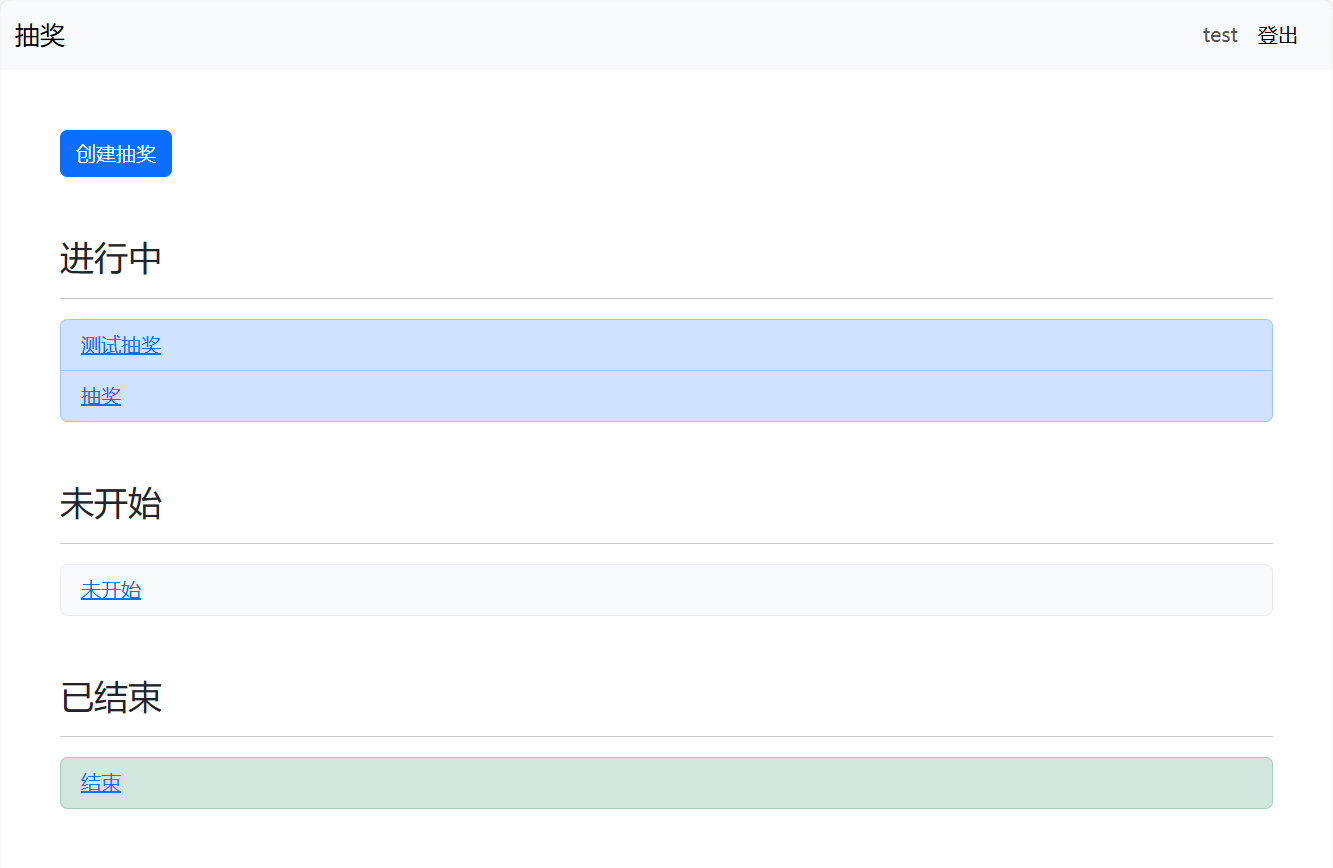 抽奖 test 登出
创建抽奖
进行中
测试抽奖
抽奖
未开始
未开始
已结束
结束